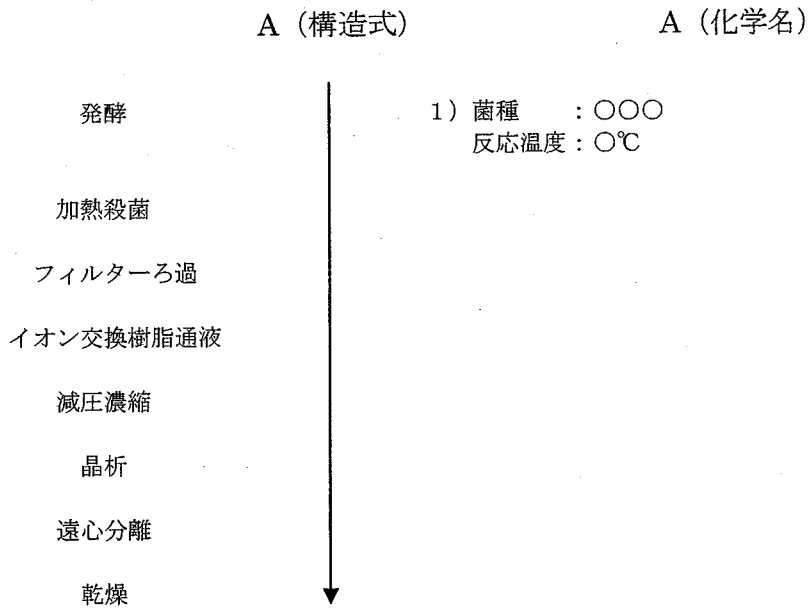 A（構造式）
A（化学名）
発酵
1）菌種　　：○○○
反応温度：○℃
加熱殺菌
フィルターろ過
イオン交換樹脂通液
減圧濃縮
晶析
遠心分離
乾燥